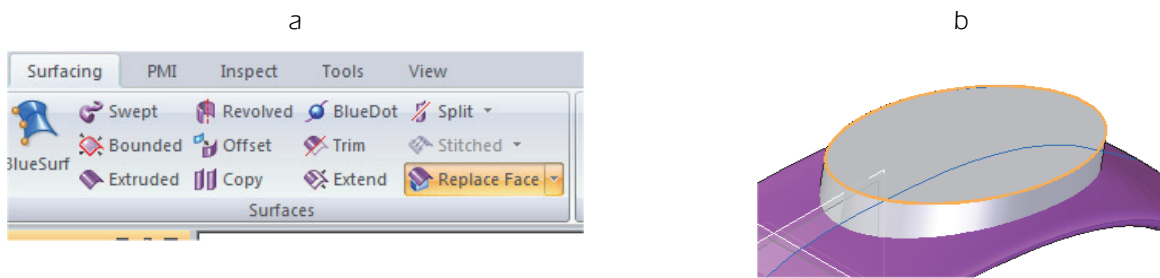 a b
Surfacing PMI Inspect Tools View
Swept Revolved BlueDot Split
BlueSurf Bounded Offset Trim Stitched
Extruded Copy Extend Replace Face
Surfaces